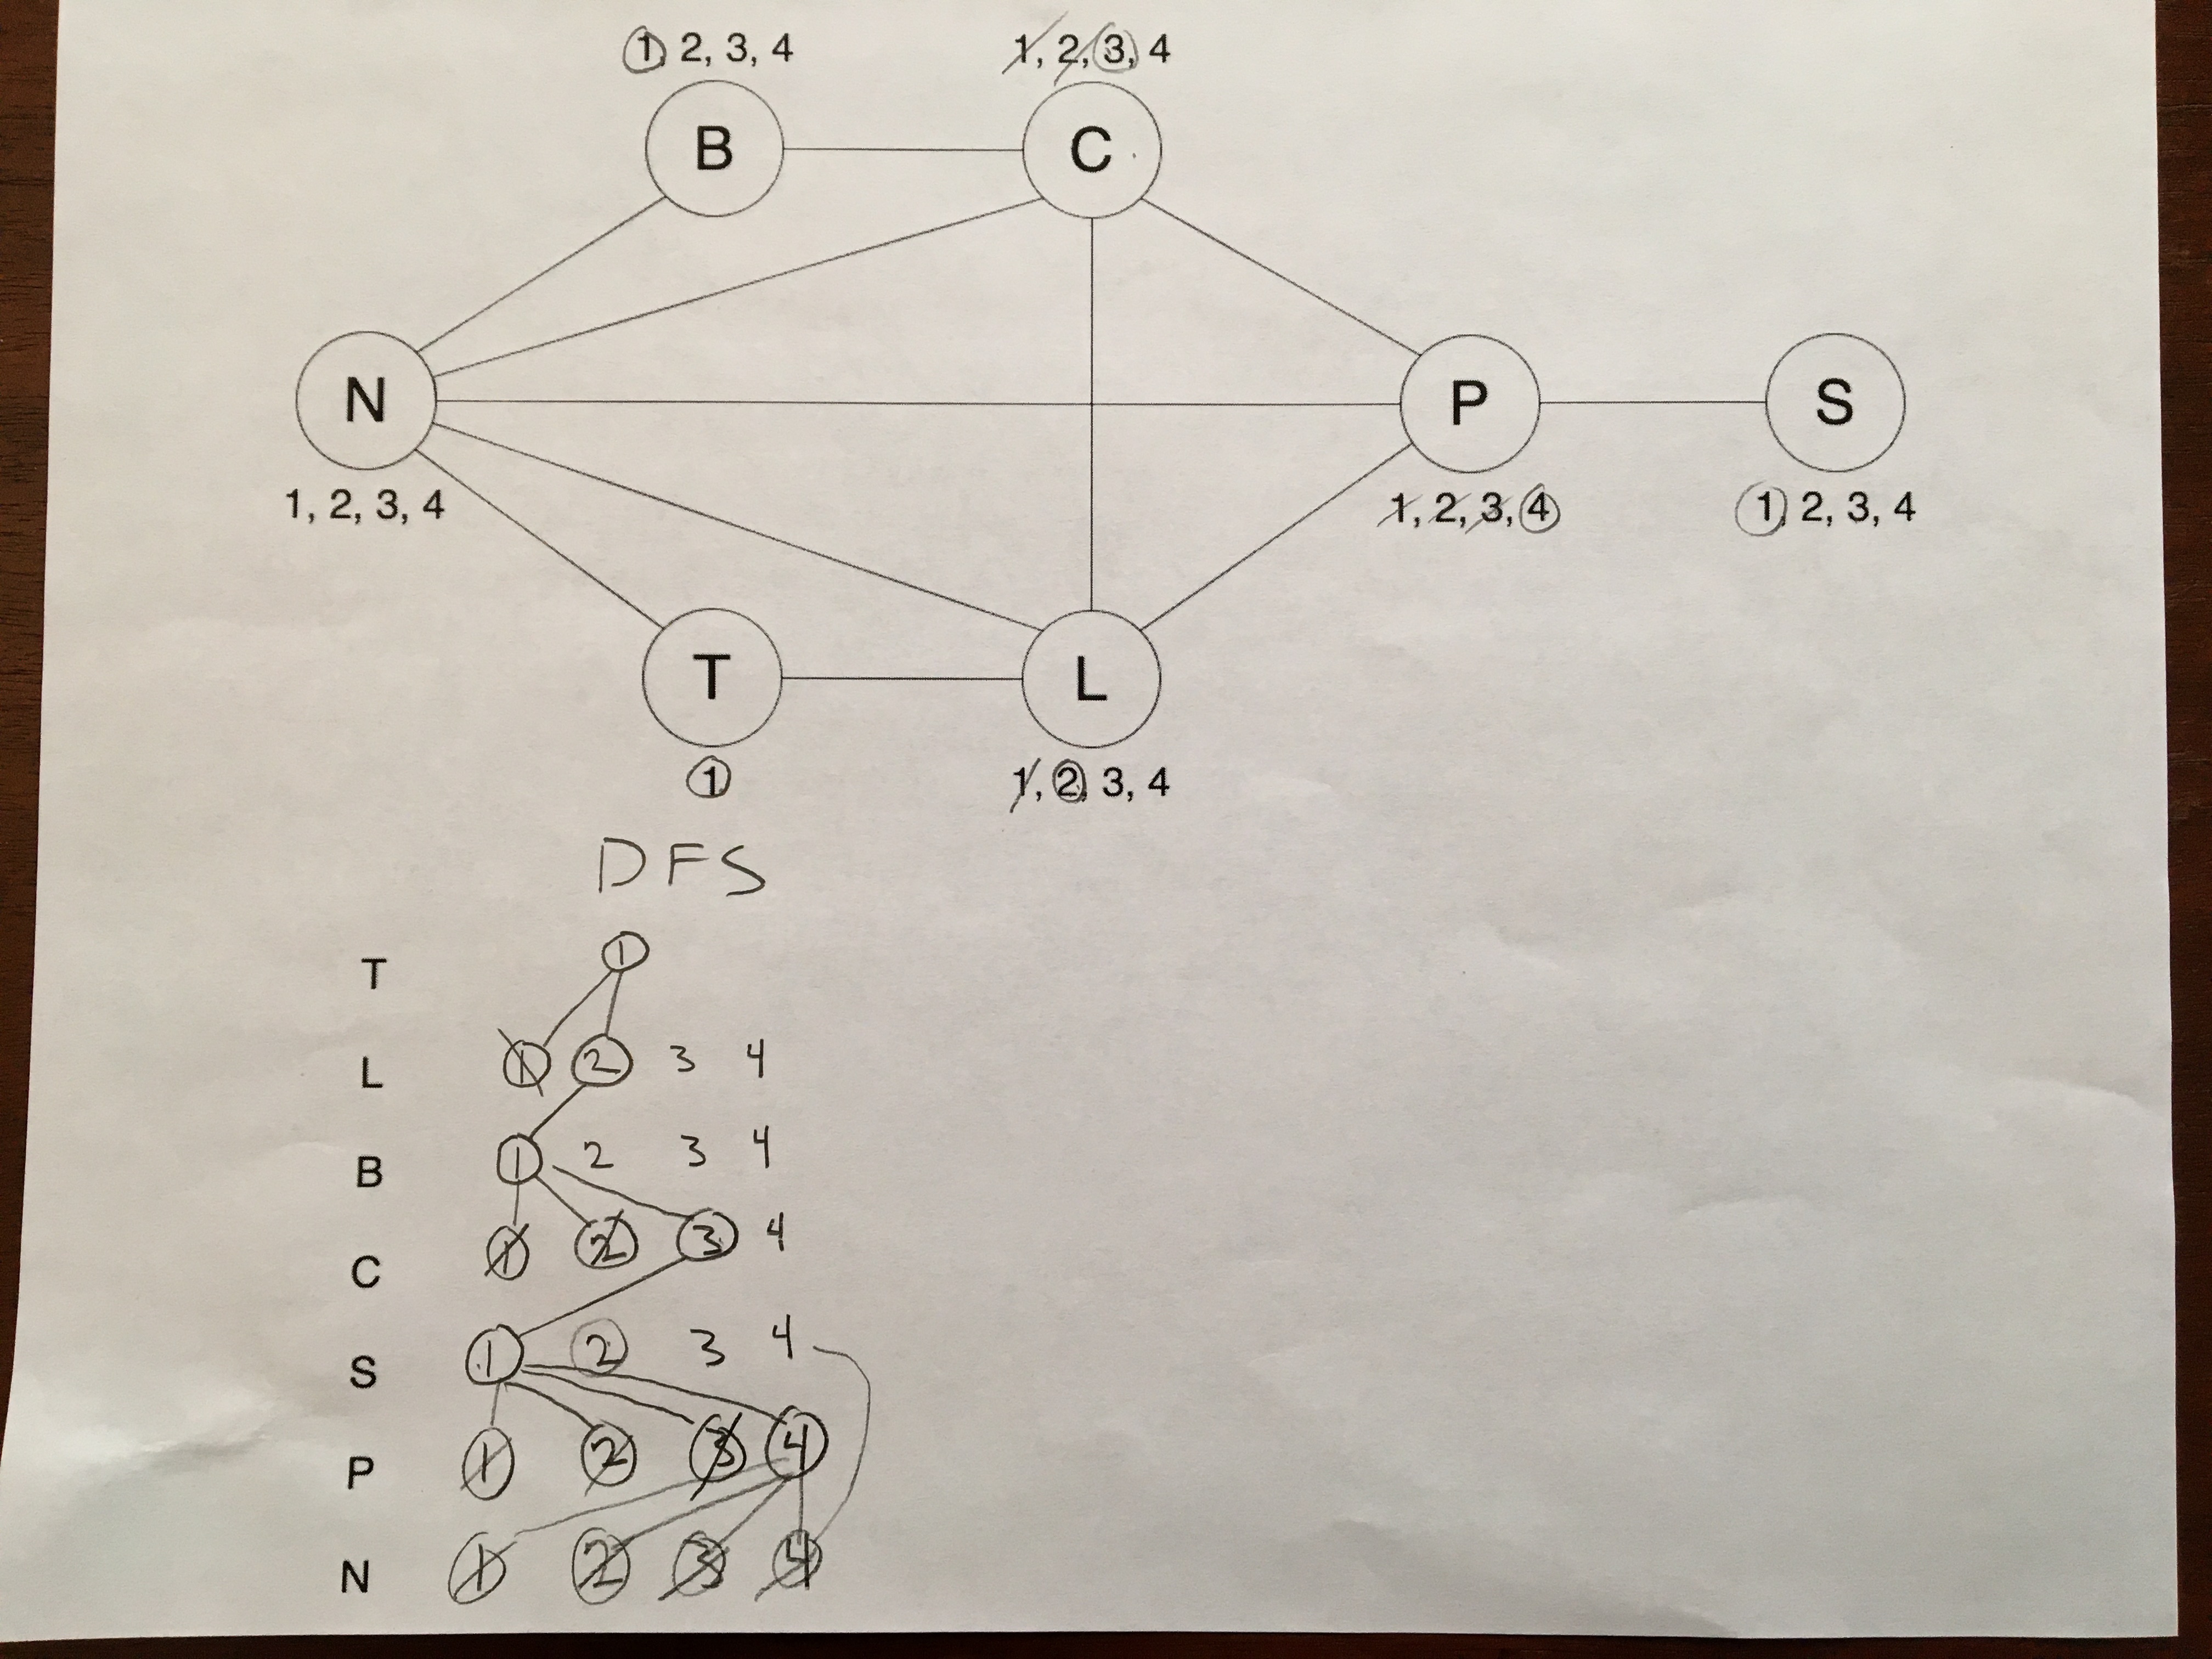 1, 2, 3, 4
1, 2, 3, 4
B
C
N
P
S
1, 2, 3, 4
1, 2, 3, 4
1, 2, 3, 4
T
L
1
1, 2, 3, 4
DFS
T 1
L 1 2 3 4
B 1 2 3 4
C 1 2 3 4
S 1 2 3 4
P 1 2 3 4
N 1 2 3 4